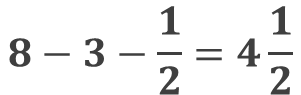 8 − 3 − 1/2 = 4 1/2